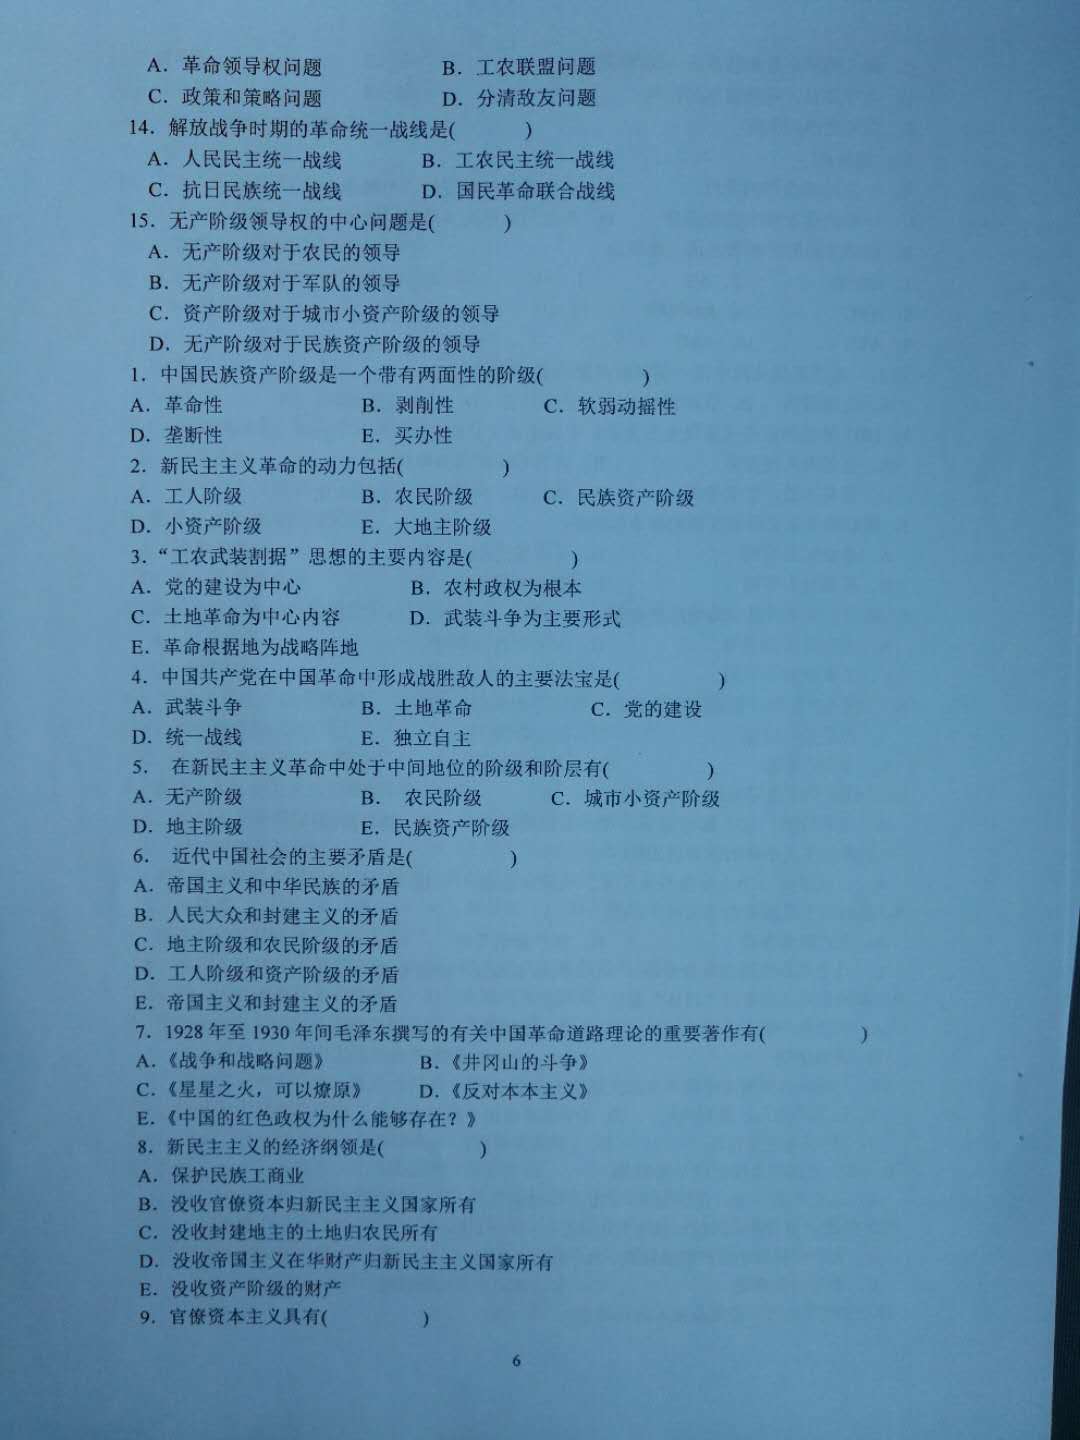 A．革命领导权问题 B．工农联盟问题
C．政策和策略问题 D．分清敌友问题
14．解放战争时期的革命统一战线是( )
A．人民民主统一战线 B．工农民主统一战线
C．抗日民族统一战线 D．国民革命联合战线
15．无产阶级领导权的中心问题是( )
A．无产阶级对于农民的领导
B．无产阶级对于军队的领导
C．资产阶级对于城市小资产阶级的领导
D．无产阶级对于民族资产阶级的领导
1．中国民族资产阶级是一个带有两面性的阶级( )
A．革命性 B．剥削性 C．软弱动摇性
D．垄断性 E．买办性
2．新民主主义革命的动力包括( )
A．工人阶级 B．农民阶级 C．民族资产阶级
D．小资产阶级 E．大地主阶级
3．“工农武装割据”思想的主要内容是( )
A．党的建设为中心 B．农村政权为根本
C．土地革命为中心内容 D．武装斗争为主要形式
E．革命根据地为战略阵地
4．中国共产党在中国革命中形成战胜敌人的主要法宝是( )
A．武装斗争 B．土地革命 C．党的建设
D．统一战线 E．独立自主
5． 在新民主主义革命中处于中间地位的阶级和阶层有( )
A．无产阶级 B． 农民阶级 C．城市小资产阶级
D．地主阶级 E．民族资产阶级
6． 近代中国社会的主要矛盾是( )
A．帝国主义和中华民族的矛盾
B．人民大众和封建主义的矛盾
C．地主阶级和农民阶级的矛盾
D．工人阶级和资产阶级的矛盾
E．帝国主义和封建主义的矛盾
7．1928 年至 1930 年间毛泽东撰写的有关中国革命道路理论的重要著作有( )
A．《战争和战略问题》 B．《井冈山的斗争》
C．《星星之火，可以燎原》 D．《反对本本主义》
E．《中国的红色政权为什么能够存在？》
8．新民主主义的经济纲领是( )
A．保护民族工商业
B．没收官僚资本归新民主主义国家所有
C．没收封建地主的土地归农民所有
D．没收帝国主义在华财产归新民主主义国家所有
E．没收资产阶级的财产
9．官僚资本主义具有( )
6